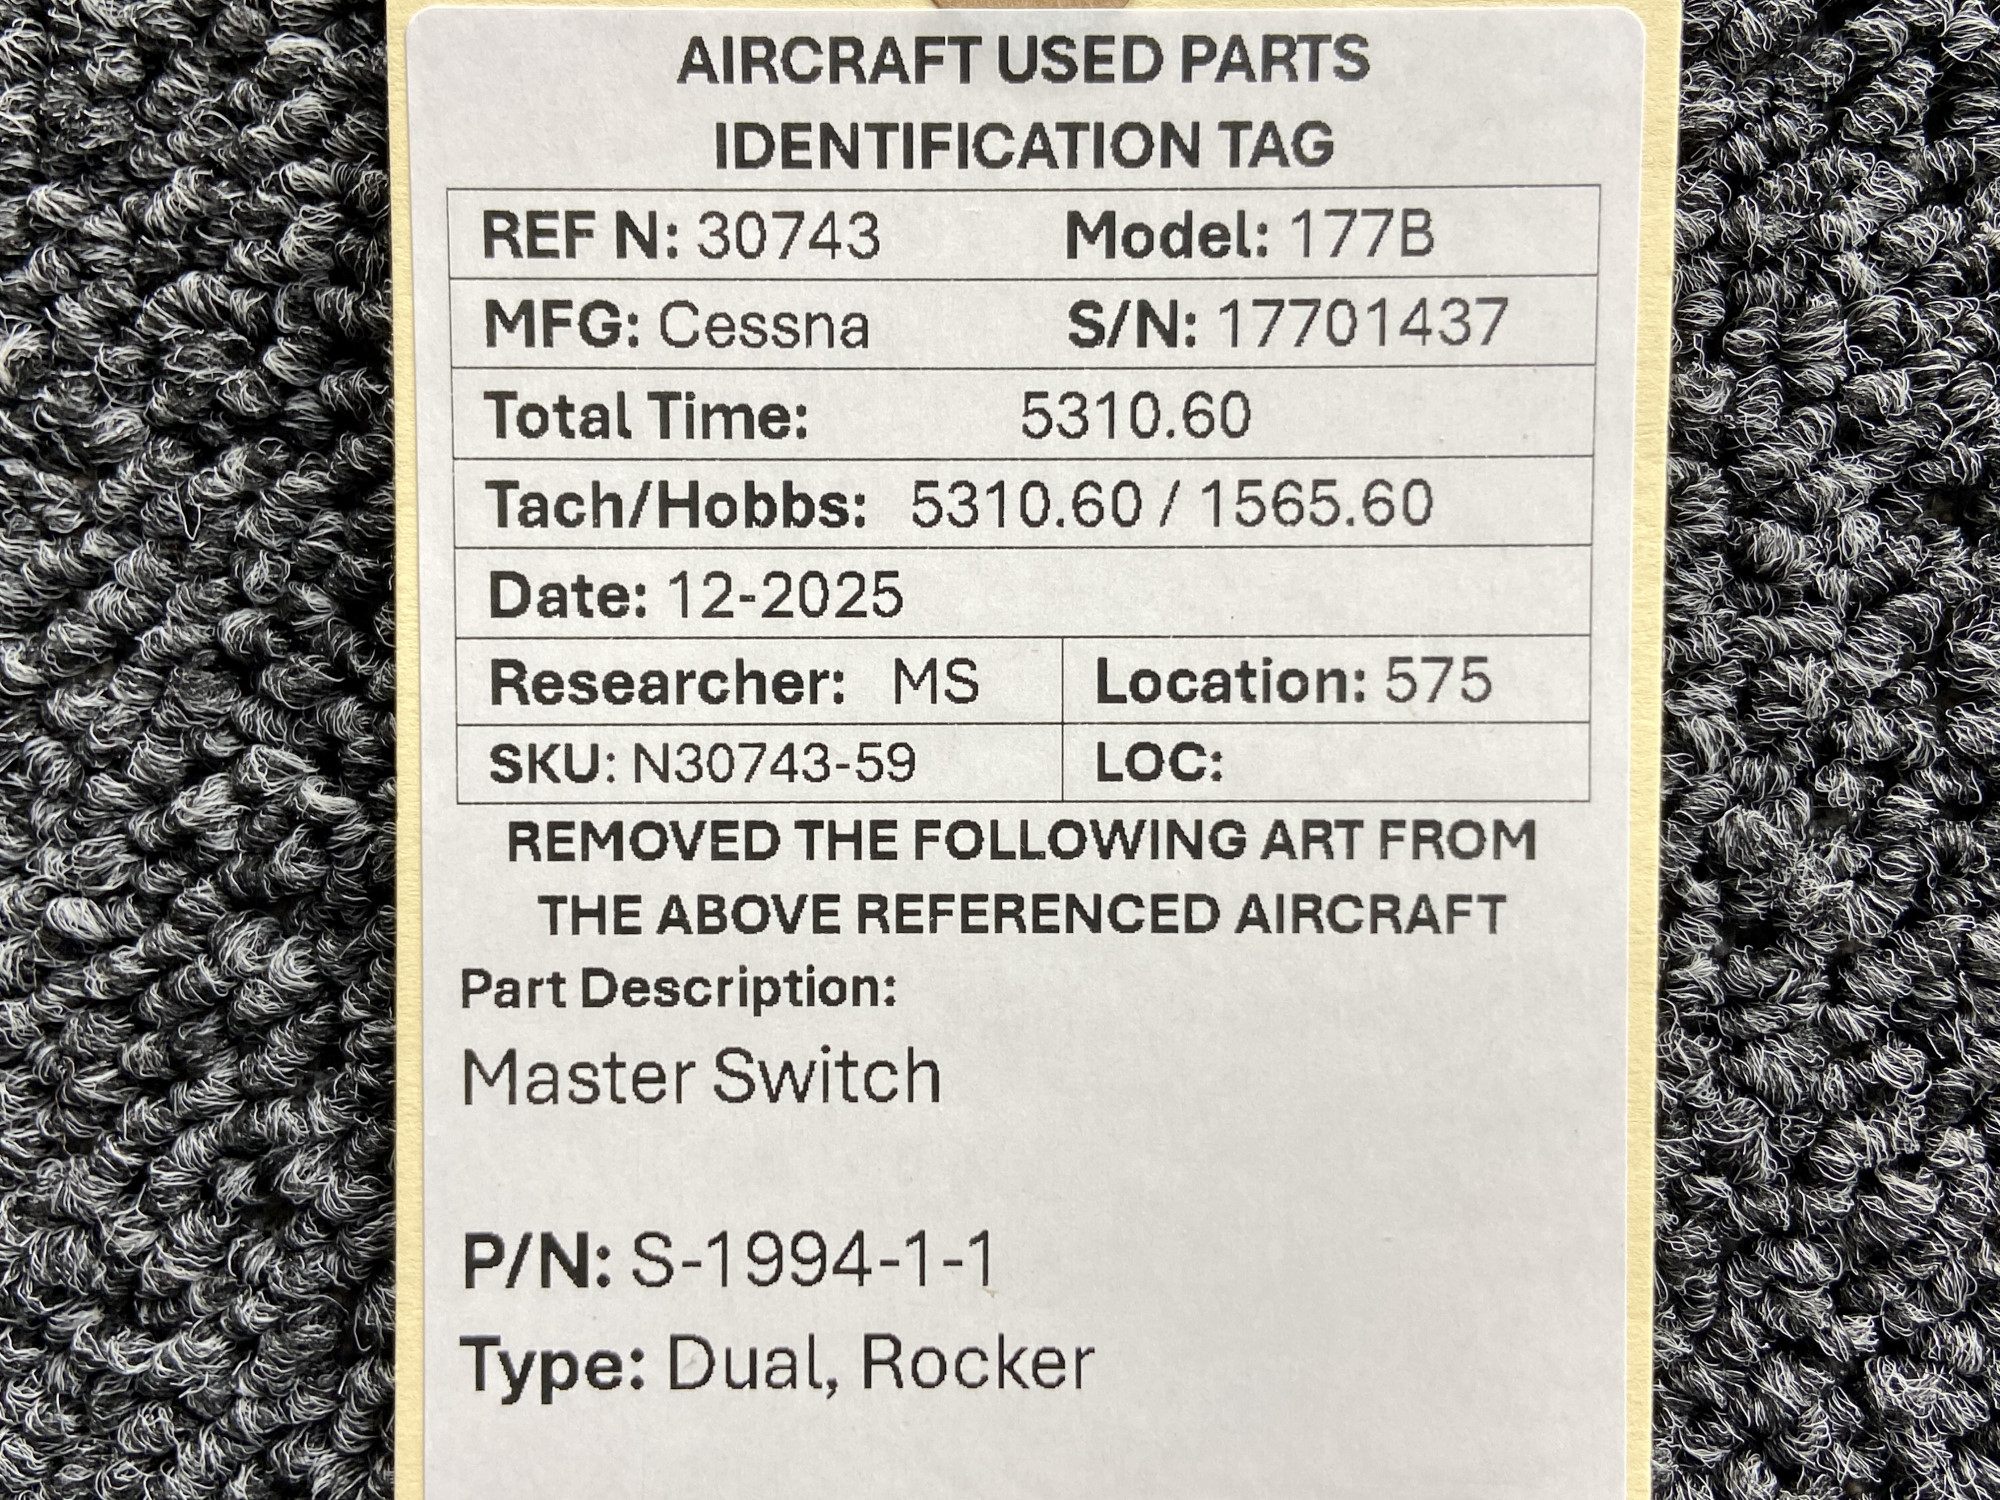 AIRCRAFT USED PARTS
IDENTIFICATION TAG
REF N: 30743 Model: 177B
MFG: Cessna S/N: 17701437
Total Time: 5310.60
Tach/Hobbs: 5310.60 / 1565.60
Date: 12-2025
Researcher: MS Location: 575
SKU: N30743-59 LOC:
REMOVED THE FOLLOWING ART FROM
THE ABOVE REFERENCED AIRCRAFT
Part Description:
Master Switch
P/N: S-1994-1-1
Type: Dual, Rocker